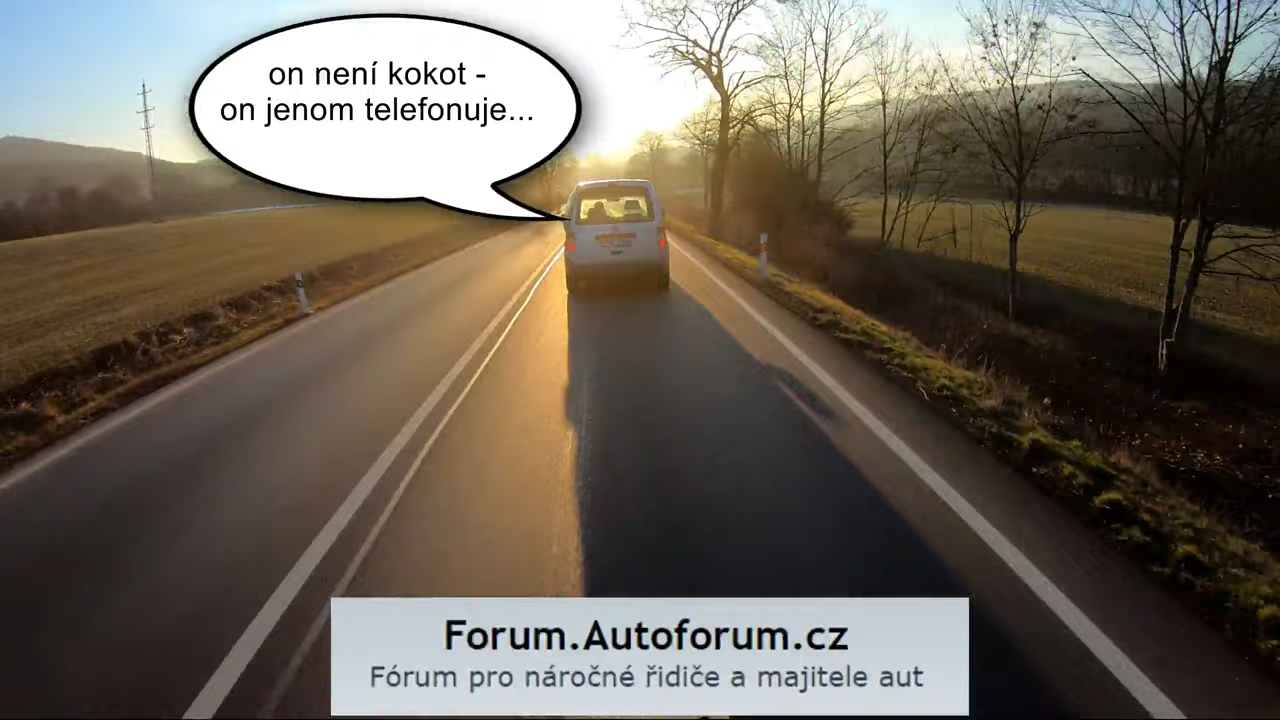 on není kokot -
on jenom telefonuje...
Forum.Autoforum.cz
Fórum pro náročné řidiče a majitele aut